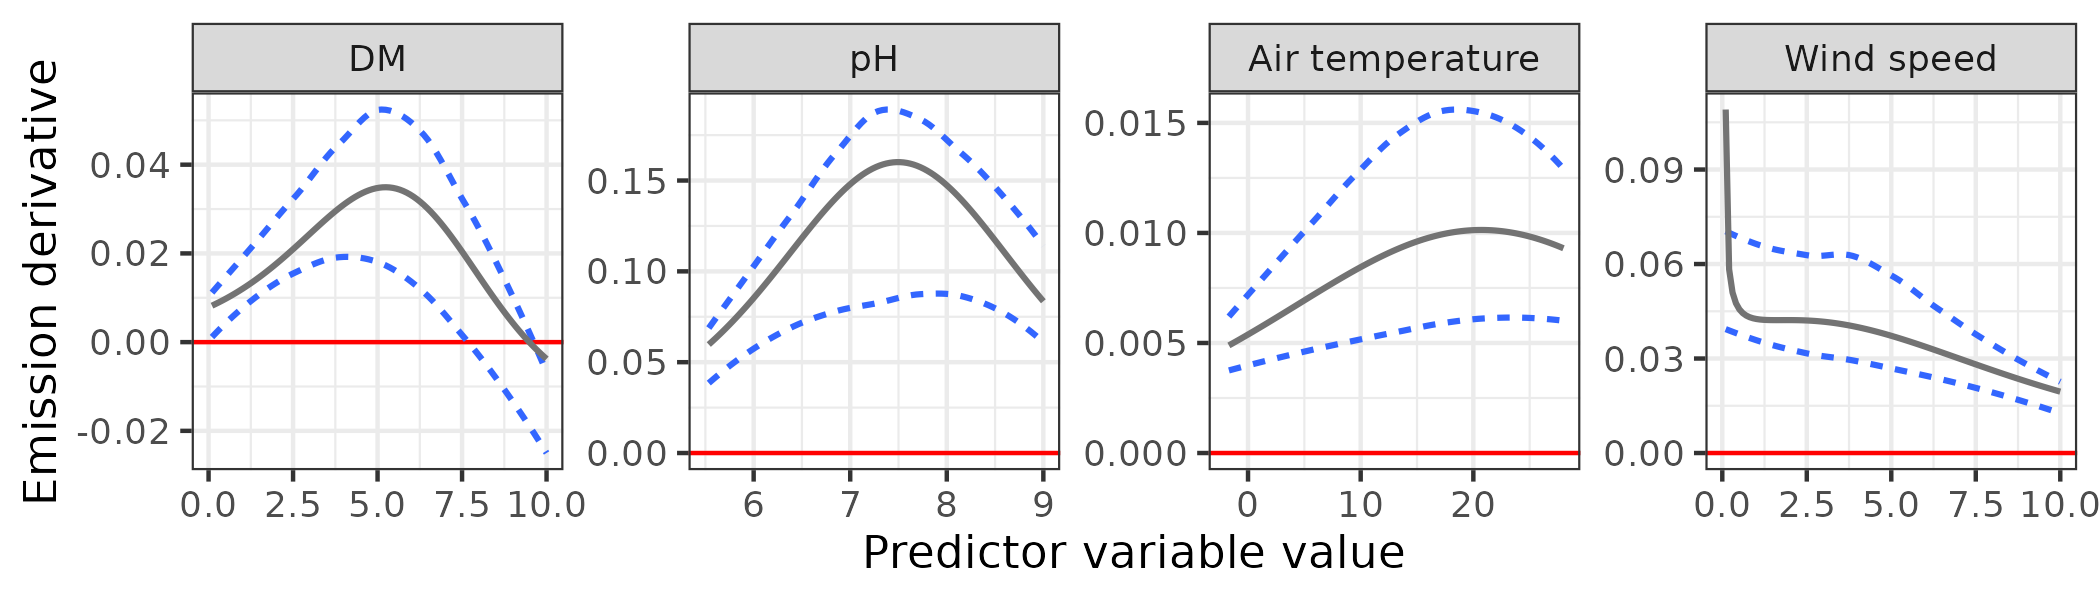 DM
pH
Air temperature
Wind speed
Emission derivative
0.04
0.02
0.00
-0.02
0.0 2.5 5.0 7.5 10.0
0.15
0.10
0.05
0.00
6 7 8 9
0.015
0.010
0.005
0.000
0 10 20
0.09
0.06
0.03
0.00
0.0 2.5 5.0 7.5 10.0
Predictor variable value